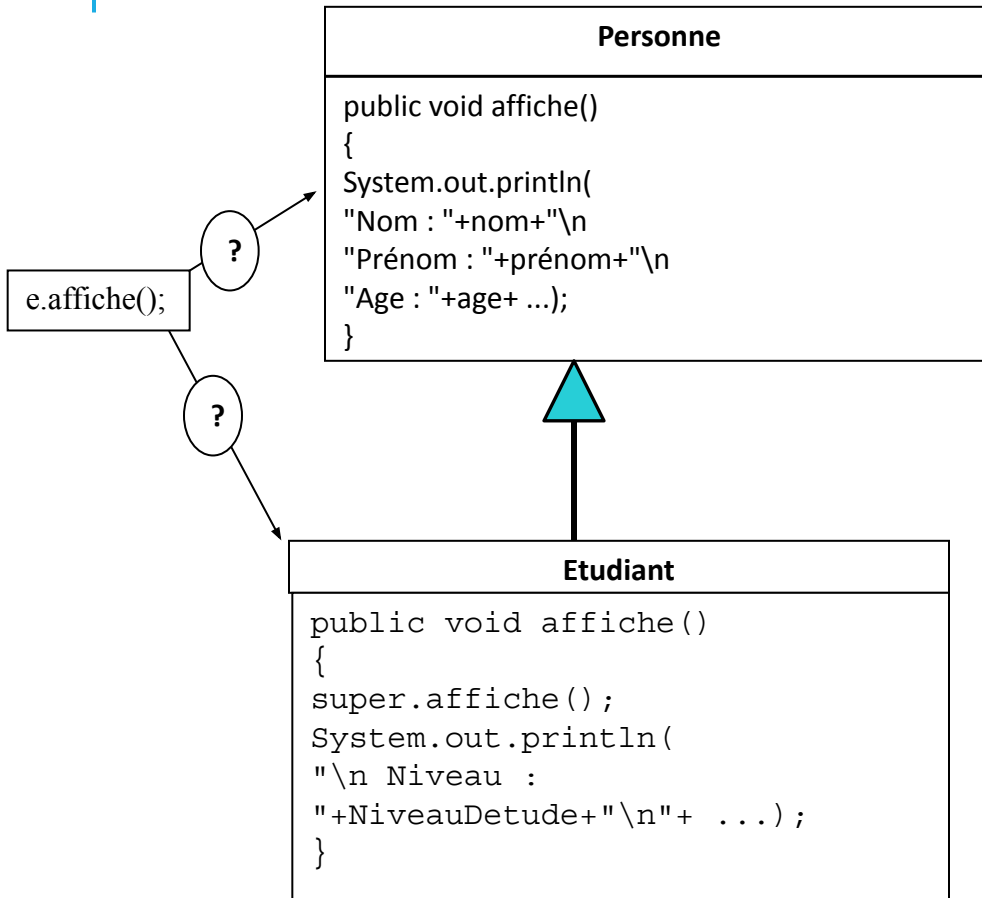 Personne
public void affiche()
{
System.out.println(
"Nom : "+nom+"\n
"Prénom : "+prénom+"\n
"Age : "+age+ ...);
}
?
e.affiche();
?
Etudiant
public void affiche()
{
super.affiche();
System.out.println(
"\n Niveau :
"+NiveauDetude+"\n"+ ...);
}